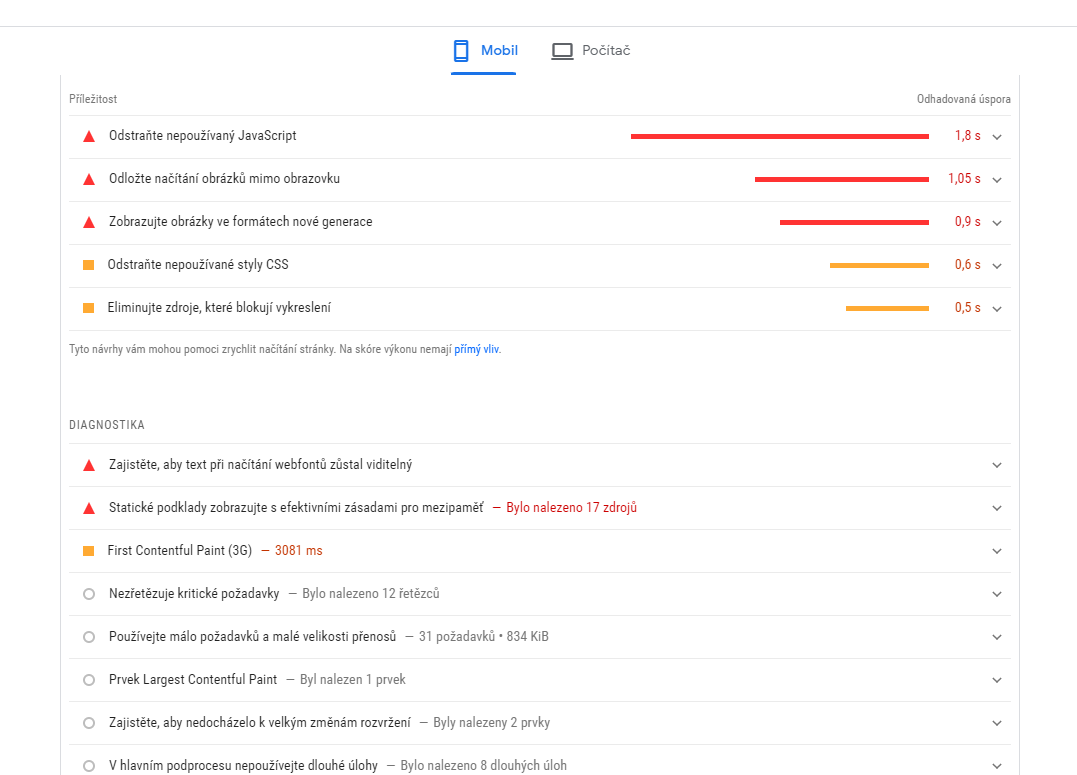 Mobil Počítač
Příležitost Odhadovaná úspora
Odstraňte nepoužívaný JavaScript 1,8 s
Odložte načítání obrázků mimo obrazovku 1,05 s
Zobrazujte obrázky ve formátech nové generace 0,9 s
Odstraňte nepoužívané styly CSS 0,6 s
Eliminujte zdroje, které blokují vykreslení 0,5 s
Tyto návrhy vám mohou pomoci zrychlit načítání stránky. Na skóre výkonu nemají přímý vliv.
DIAGNOSTIKA
Zajistěte, aby text při načítání webfontů zůstal viditelný
Statické podklady zobrazujte s efektivními zásadami pro mezipaměť — Bylo nalezeno 17 zdrojů
First Contentful Paint (3G) — 3081 ms
Nezřetězujte kritické požadavky — Bylo nalezeno 12 řetězců
Používejte málo požadavků a malé velikosti přenosů — 31 požadavků • 834 KiB
Prvek Largest Contentful Paint — Byl nalezen 1 prvek
Zajistěte, aby nedocházelo k velkým změnám rozvržení — Byly nalezeny 2 prvky
V hlavním podprocesu nepoužívejte dlouhé úlohy — Bylo nalezeno 8 dlouhých úloh